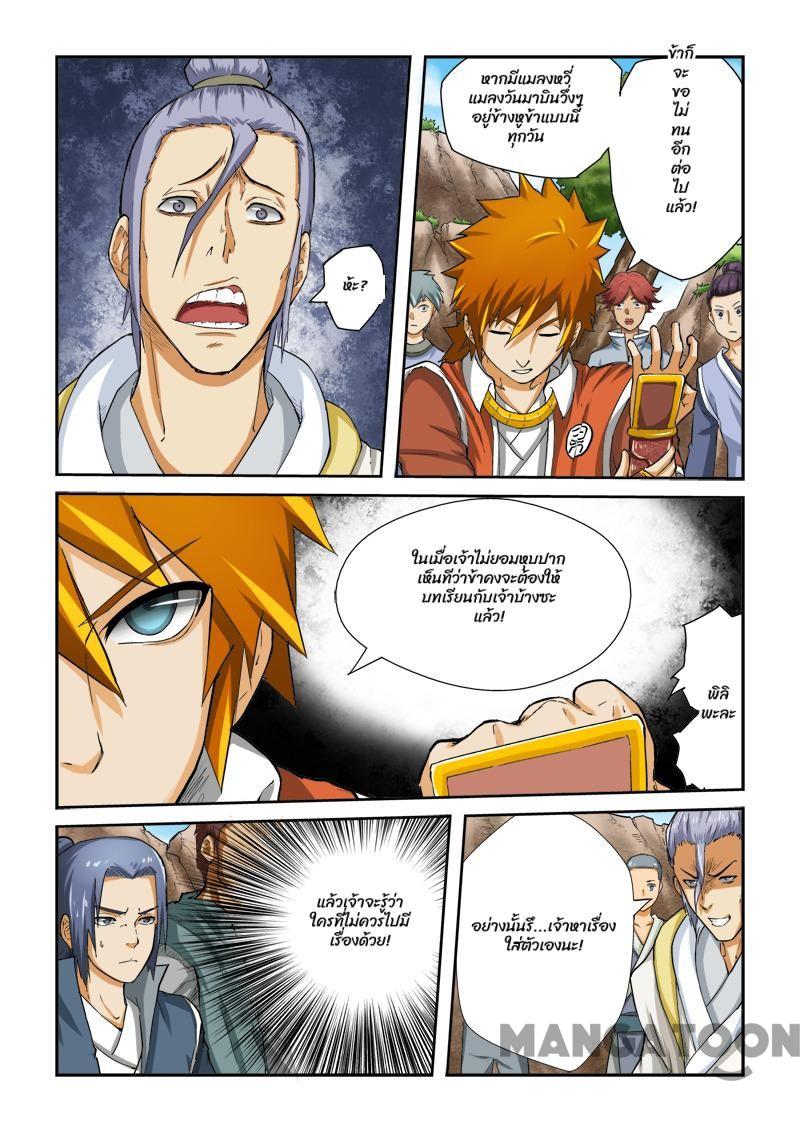 ห้ะ?
หากมีแมลงหวี่
แมลงวันมาบินวึ่งๆ
อยู่ข้างหูข้าแบบนี้
ทุกวัน
ข้าก็
จะ
ขอ
ไม่
ทน
อีก
ต่อ
ไป
แล้ว!
ในเมื่อเจ้าไม่ยอมหุบปาก
เห็นทีว่าข้าคงจะต้องให้
บทเรียนกับเจ้าบ้างซะ
แล้ว!
พิลิ
พะละ
แล้วเจ้าจะรู้ว่า
ใครที่ไม่ควรไปมี
เรื่องด้วย!
อย่างนั้นรึ...เจ้าหาเรื่อง
ใส่ตัวเองนะ!
MANGATOON